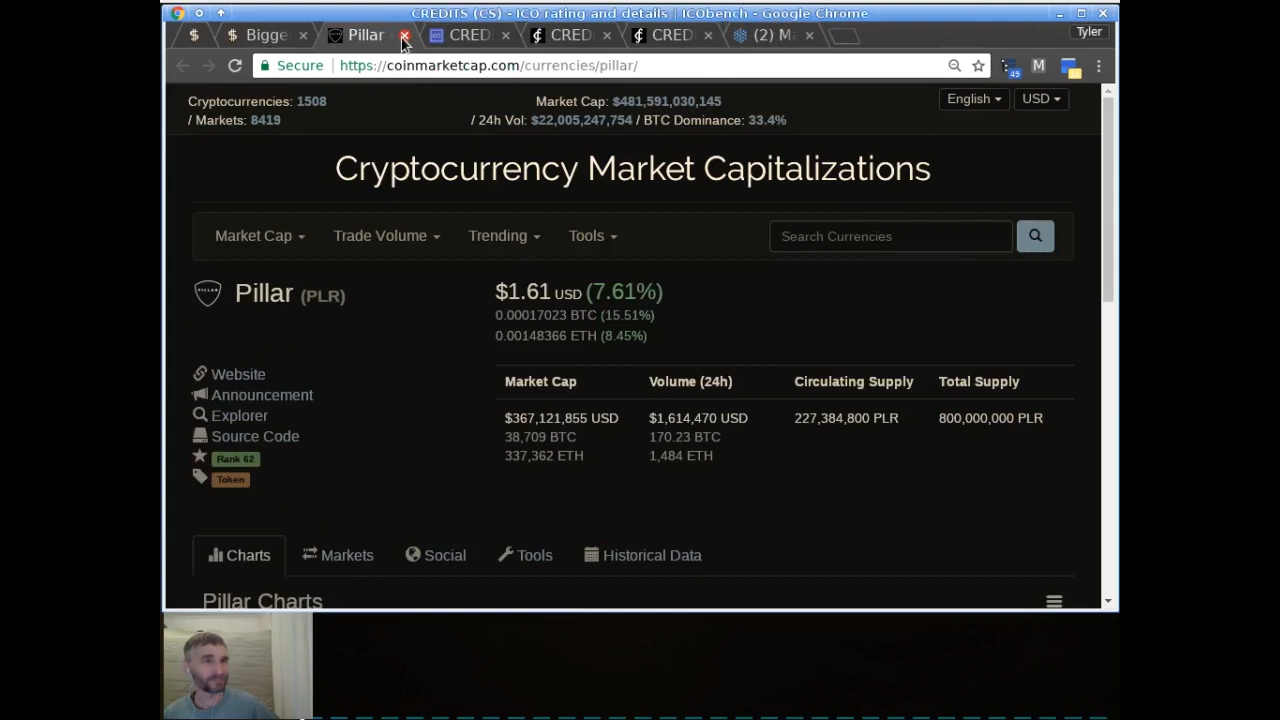 CREDITS (CS) - ICO rating and details | ICObench - Google Chrome
$ $ Bigge Pillar CRED CRED CRED (2) Ma Tyler
Secure https://coinmarketcap.com/currencies/pillar/ 49 M
Cryptocurrencies: 1508 Market Cap: $481,591,030,145 English USD
/ Markets: 8419 / 24h Vol: $22,005,247,754 / BTC Dominance: 33.4%
Cryptocurrency Market Capitalizations
Market Cap Trade Volume Trending Tools Search Currencies
Pillar (PLR) $1.61 USD (7.61%)
0.00017023 BTC (15.51%)
0.00148366 ETH (8.45%)
Website
Announcement
Explorer
Source Code
Rank 62
Token
Market Cap Volume (24h) Circulating Supply Total Supply
$367,121,855 USD $1,614,470 USD 227,384,800 PLR 800,000,000 PLR
38,709 BTC 170.23 BTC
337,362 ETH 1,484 ETH
Charts Markets Social Tools Historical Data
Pillar Charts